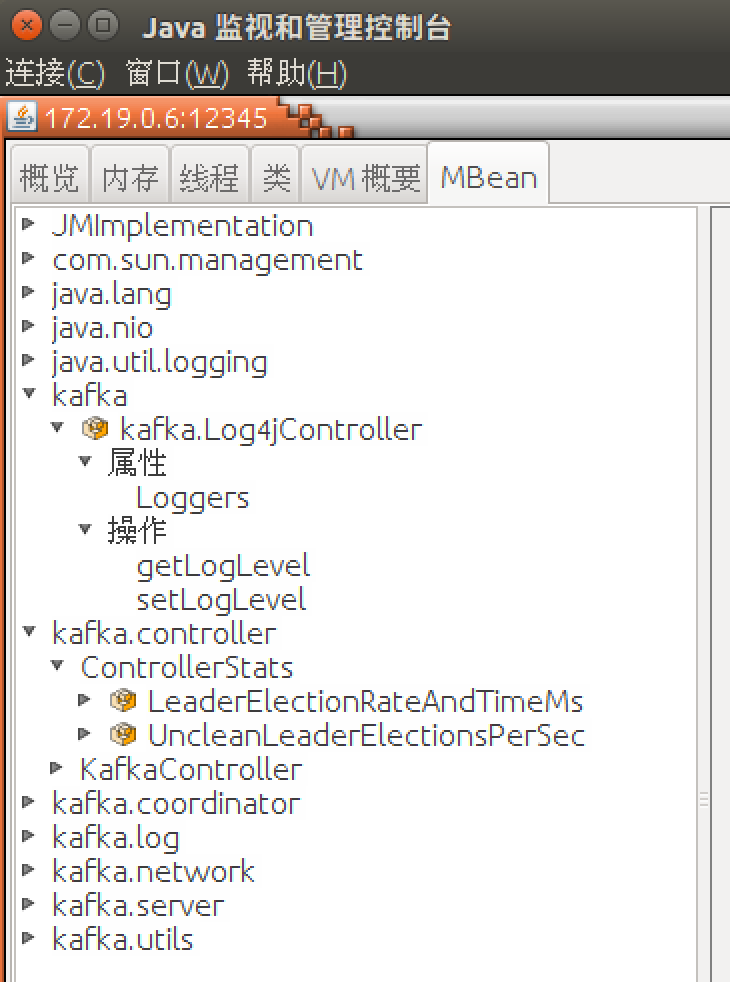 Java 监视和管理控制台
连接(C) 窗口(W) 帮助(H)
172.19.0.6:12345
概览 内存 线程 类 VM 概要 MBean
JMImplementation
com.sun.management
java.lang
java.nio
java.util.logging
kafka
kafka.Log4jController
属性
Loggers
操作
getLogLevel
setLogLevel
kafka.controller
ControllerStats
LeaderElectionRateAndTimeMs
UncleanLeaderElectionsPerSec
KafkaController
kafka.coordinator
kafka.log
kafka.network
kafka.server
kafka.utils